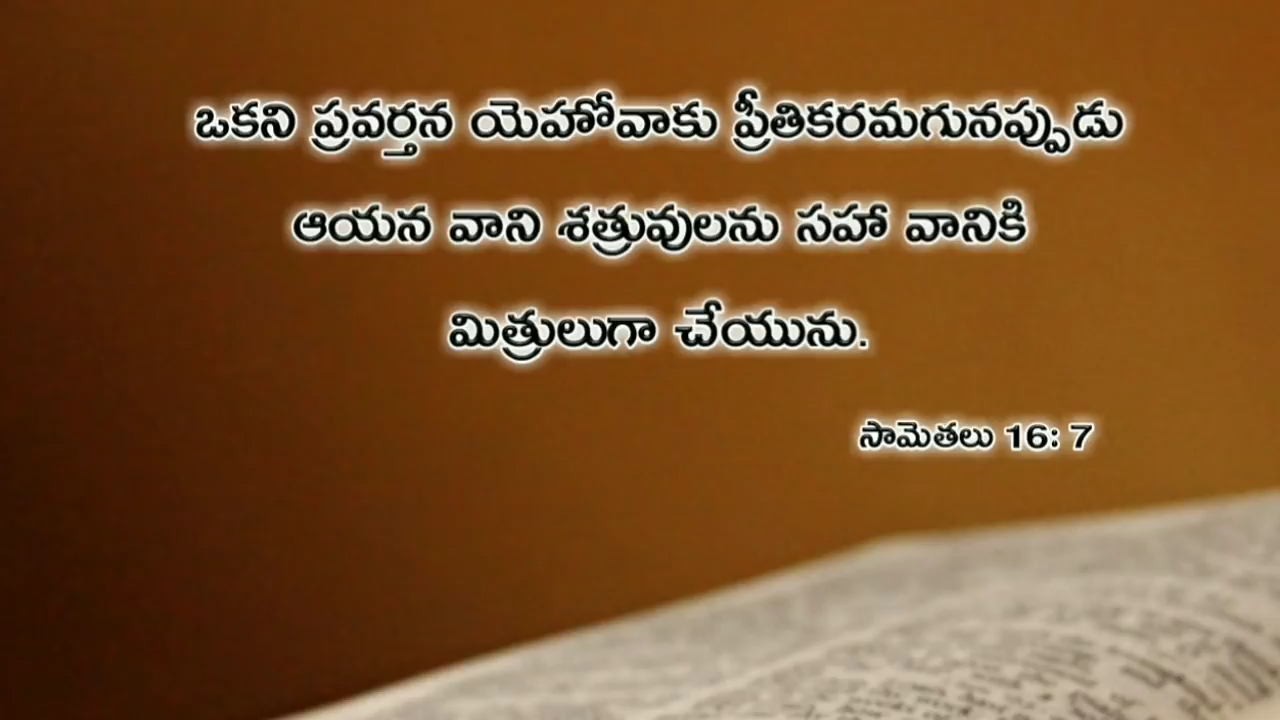 ఒకని ప్రవర్తన యెహోవాకు ప్రీతికరమగునప్పుడు
ఆయన వాని శత్రువులను సహా వానికి
మిత్రులుగా చేయును.
సామెతలు 16: 7